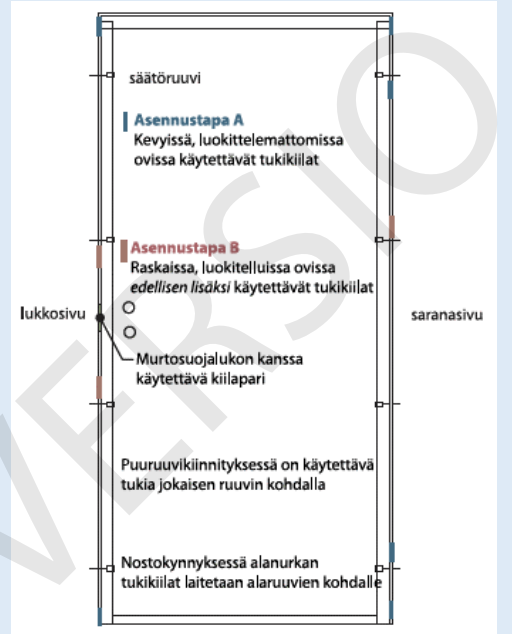 säätöruuvi
Asennustapa A
Kevyissä, luokittelemattomissa
ovissa käytettävät tukikiilat
Asennustapa B
Raskaissa, luokitelluissa ovissa
edellisen lisäksi käytettävät tukikiilat
lukkosivu
saranasivu
Murtosuojalukon kanssa
käytettävä kiilapari
Puuruuvikiinnityksessä on käytettävä
tukia jokaisen ruuvin kohdalla
Nostokynnyksessä alanurkan
tukikiilat laitetaan alaruuvien kohdalle
VERSIO